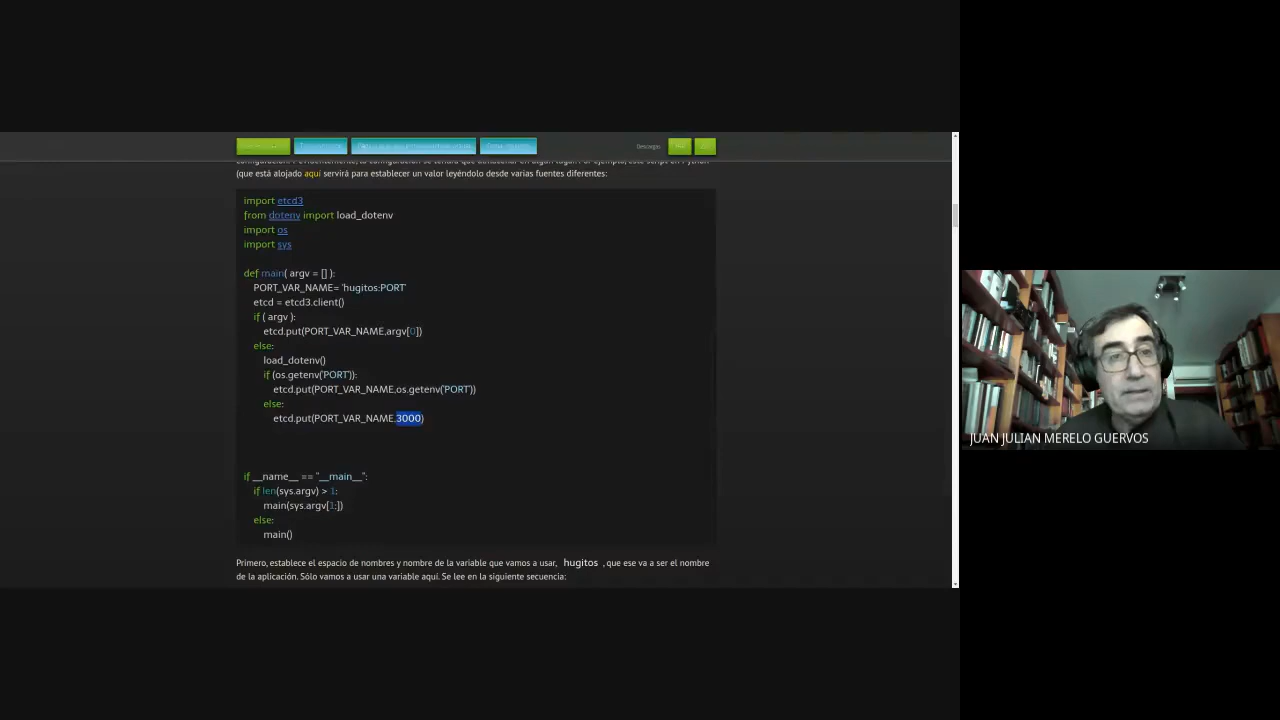 Descargas
(que está alojado aquí servirá para establecer un valor leyéndolo desde varias fuentes diferentes:
import etcd3
from dotenv import load_dotenv
import os
import sys
def main( argv = [] ):
PORT_VAR_NAME= 'hugitos:PORT'
etcd = etcd3.client()
if ( argv ):
etcd.put(PORT_VAR_NAME,argv[0])
else:
load_dotenv()
if (os.getenv('PORT')):
etcd.put(PORT_VAR_NAME,os.getenv('PORT'))
else:
etcd.put(PORT_VAR_NAME,3000)
if __name__ == "__main__":
if len(sys.argv) > 1:
main(sys.argv[1:])
else:
main()
Primero, establece el espacio de nombres y nombre de la variable que vamos a usar, hugitos , que ese va a ser el nombre
de la aplicación. Sólo vamos a usar una variable aquí. Se lee en la siguiente secuencia:
JUAN JULIAN MERELO GUERVOS